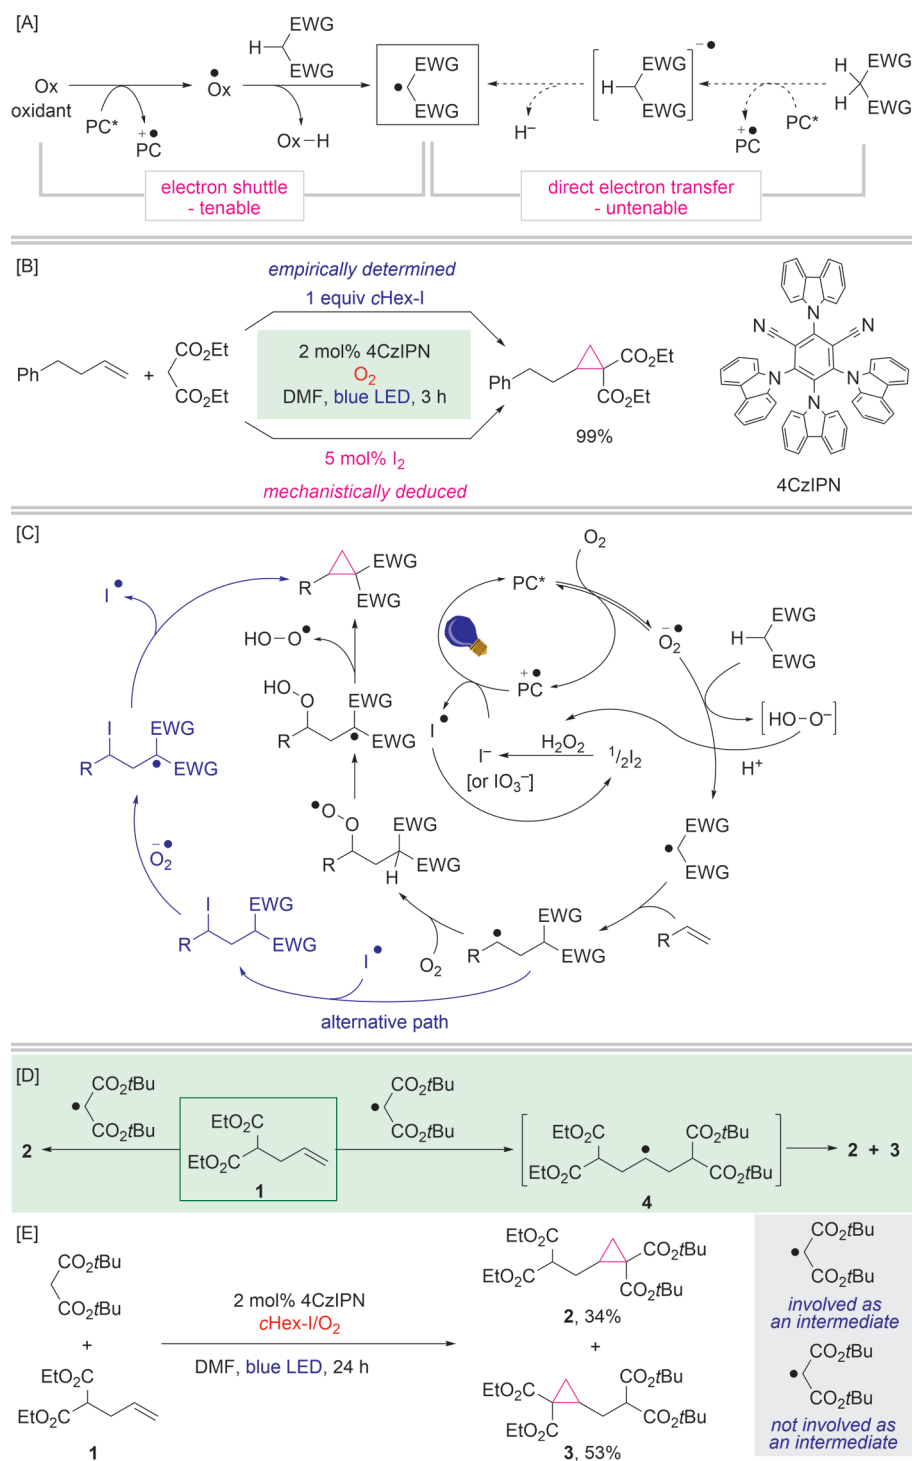 [A]
Ox
oxidant
PC*
+•
PC
•
Ox
H
EWG
EWG
Ox–H
•
EWG
EWG
H–
H
EWG
EWG
–•
+•
PC
PC*
H
H
EWG
EWG
electron shuttle
- tenable
direct electron transfer
- untenable
[B]
empirically determined
1 equiv cHex-I
Ph
+
CO2Et
CO2Et
2 mol% 4CzIPN
O2
DMF, blue LED, 3 h
5 mol% I2
mechanistically deduced
Ph
CO2Et
CO2Et
99%
N
NC
CN
N
N
N
4CzIPN
[C]
I•
R
EWG
EWG
HO–O•
HO
O
R
EWG
•
EWG
I
R
EWG
•
EWG
–•
O2
I
R
EWG
EWG
•O
O
R
EWG
EWG
H
O2
PC*
+•
PC
–•
O2
H
EWG
EWG
[HO–O–]
H+
I•
I–
[or IO3–]
H2O2
1/2I2
•
EWG
EWG
R
R
•
EWG
EWG
O2
I•
alternative path
[D]
CO2tBu
•
CO2tBu
2
EtO2C
EtO2C
1
CO2tBu
•
CO2tBu
EtO2C
EtO2C
•
CO2tBu
CO2tBu
4
2 + 3
[E]
CO2tBu
CO2tBu
+
EtO2C
EtO2C
1
2 mol% 4CzIPN
cHex-I/O2
DMF, blue LED, 24 h
EtO2C
EtO2C
CO2tBu
CO2tBu
2, 34%
+
EtO2C
EtO2C
CO2tBu
CO2tBu
3, 53%
CO2tBu
•
CO2tBu
involved as
an intermediate
CO2tBu
•
CO2tBu
not involved as
an intermediate